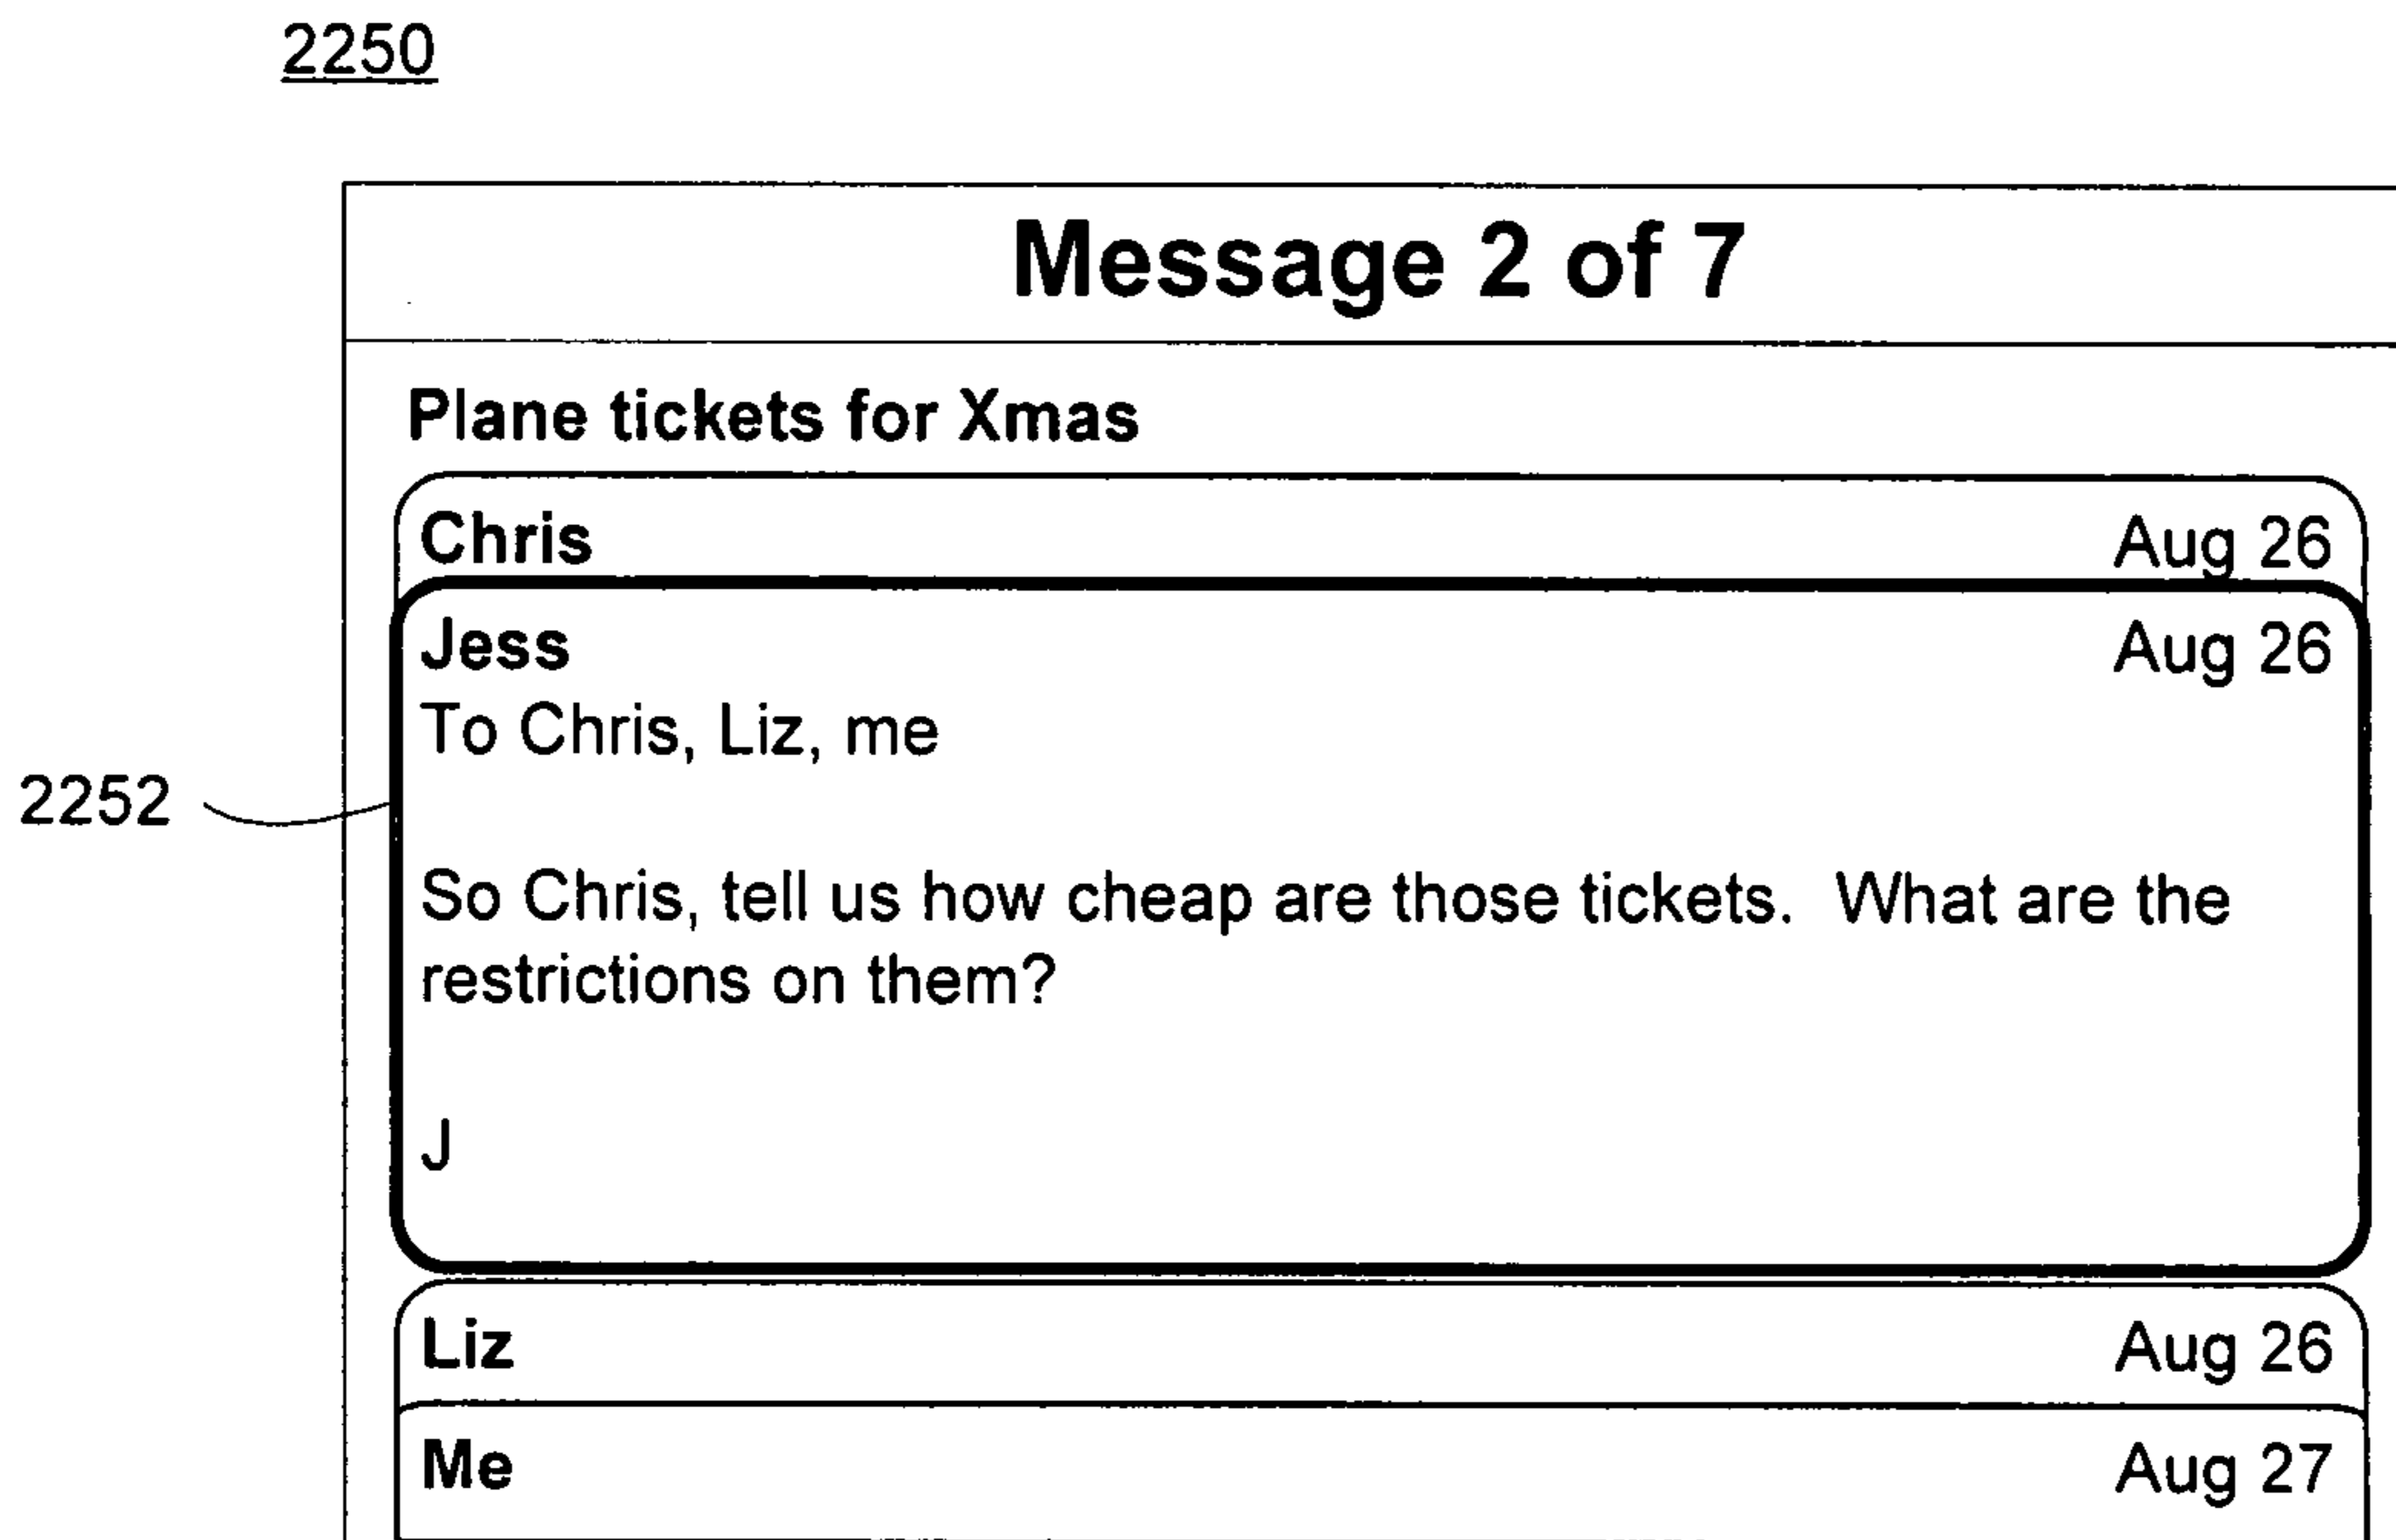 2250
Message 2 of 7
Plane tickets for Xmas
Chris Aug 26
Jess Aug 26
To Chris, Liz, me
2252
So Chris, tell us how cheap are those tickets.  What are the
restrictions on them?
J
Liz Aug 26
Me Aug 27